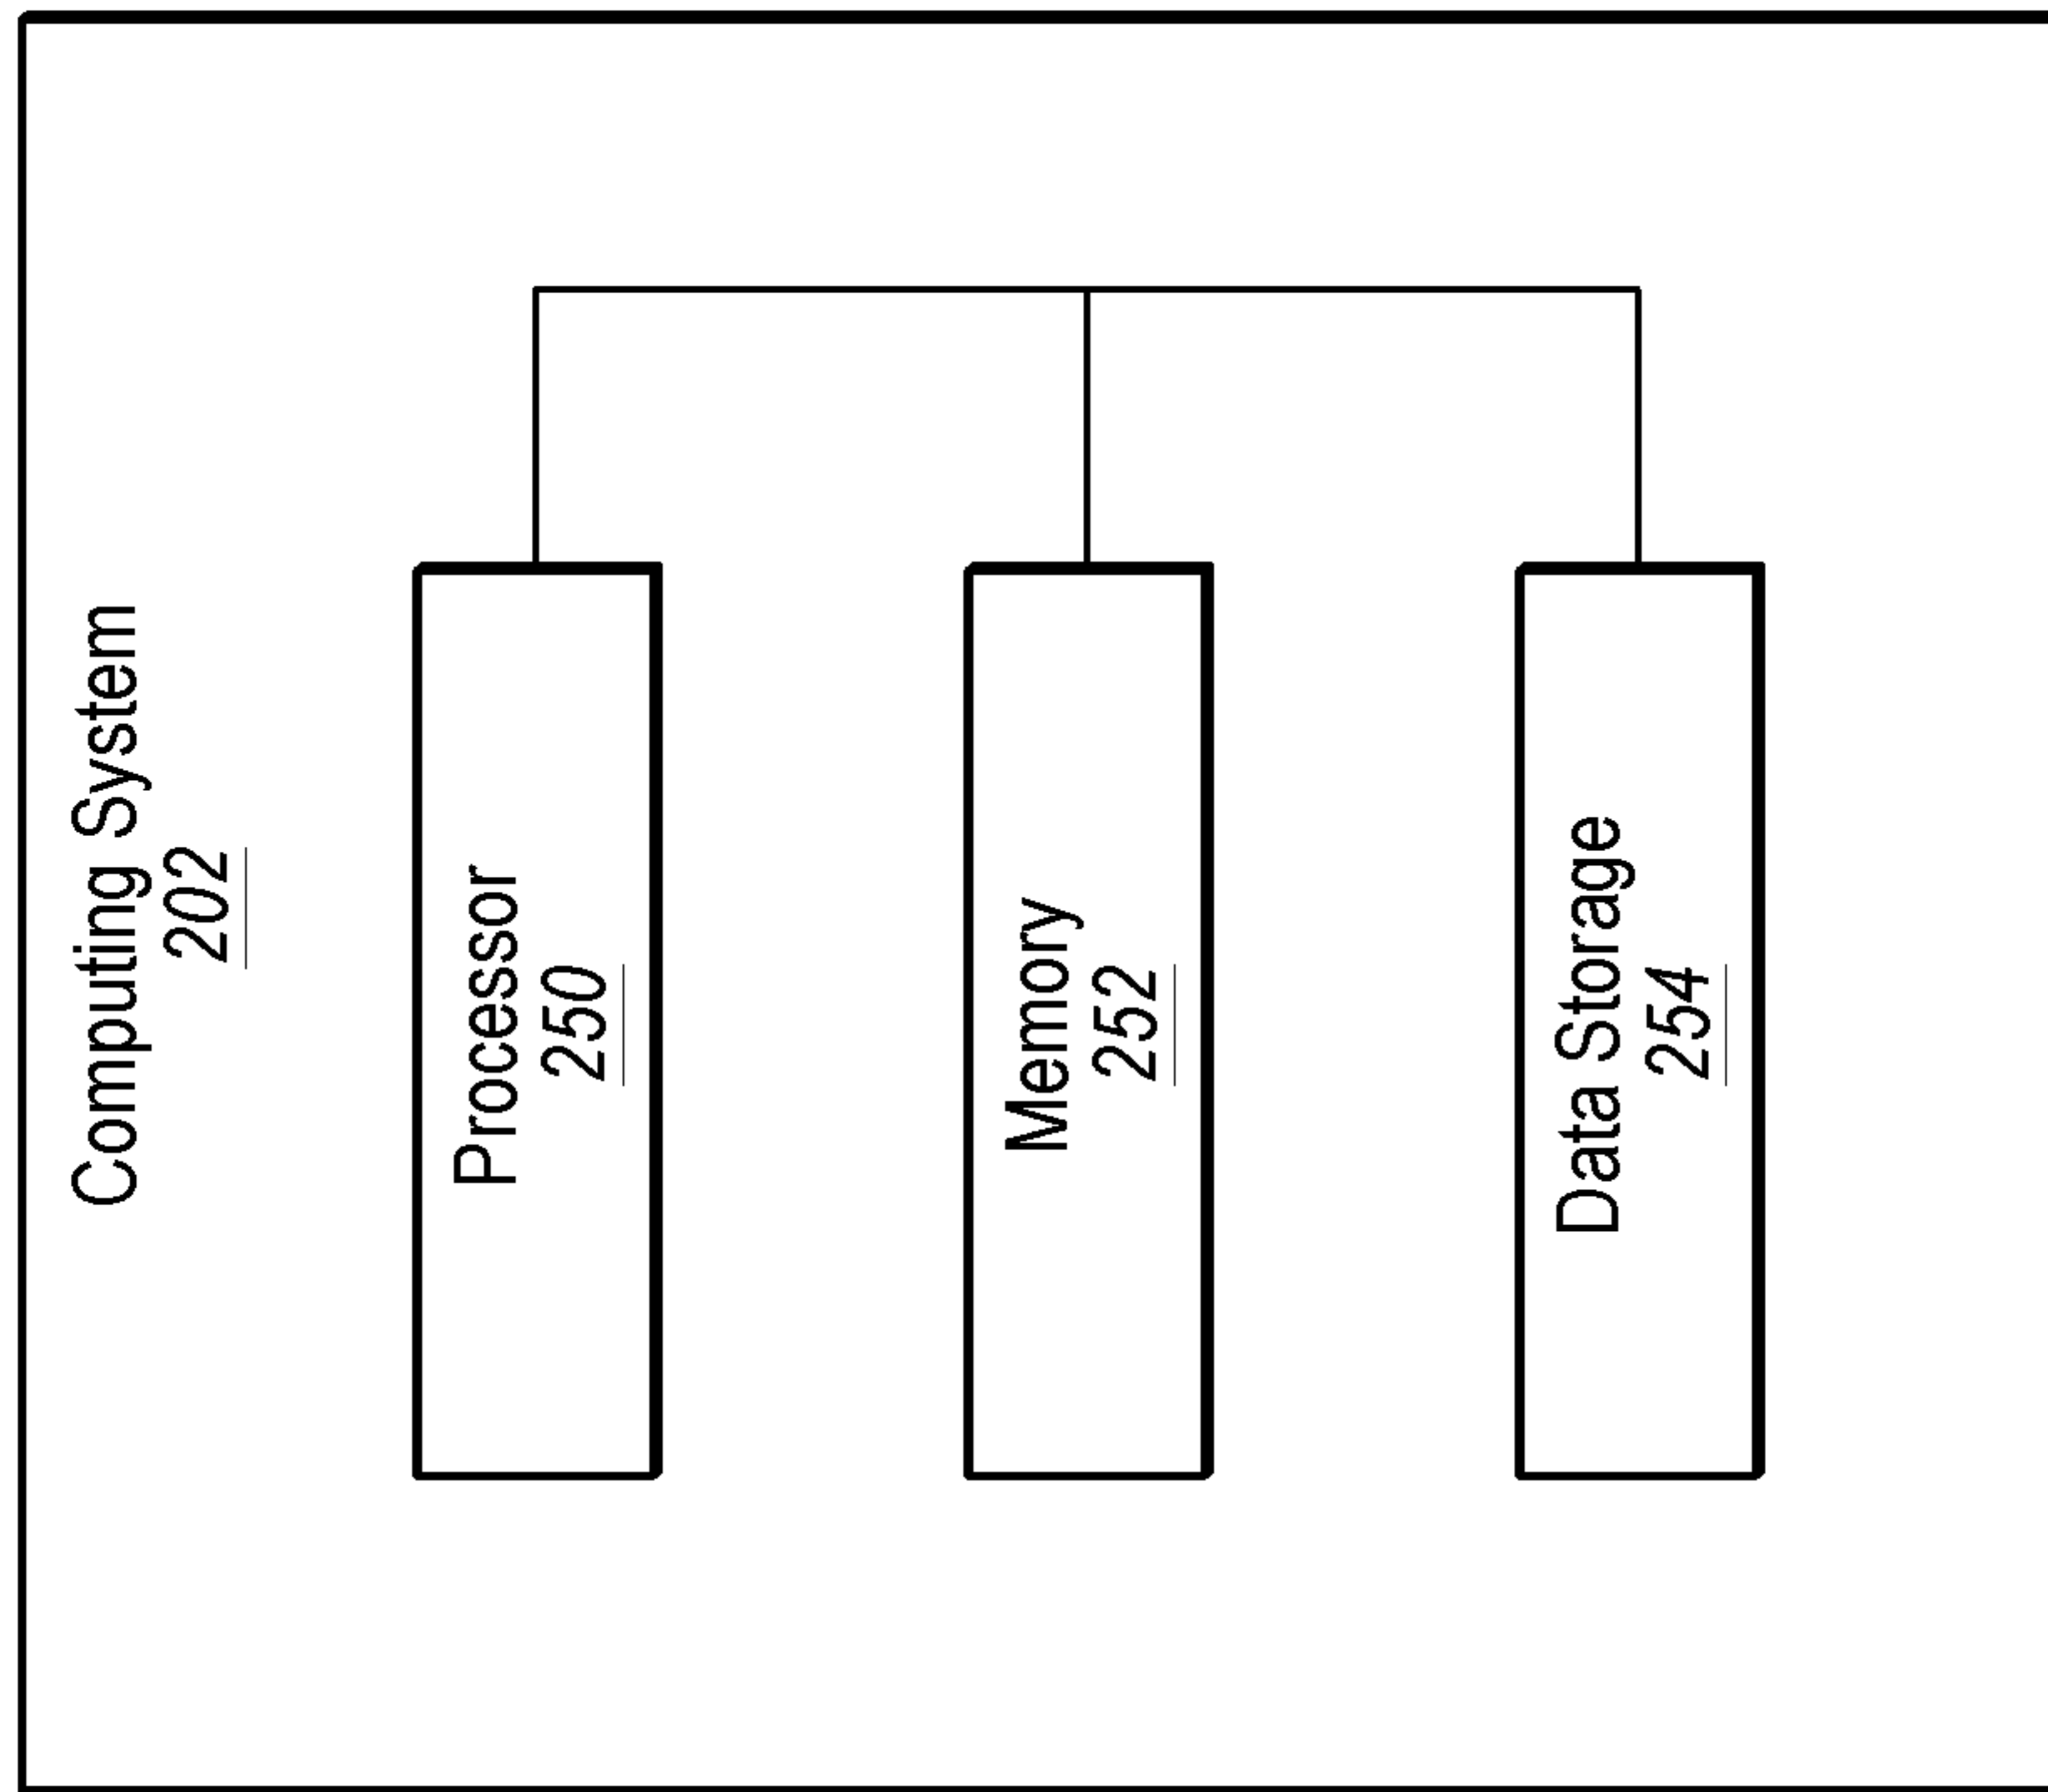 Computing System
202
Processor
250
Memory
252
Data Storage
254